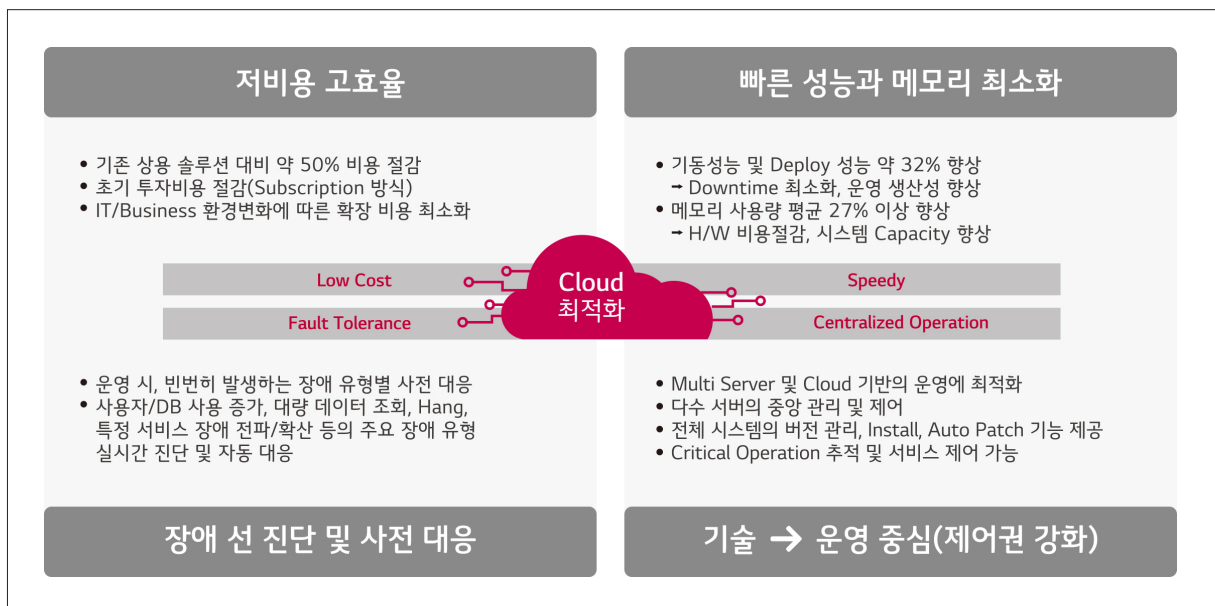 저비용 고효율
• 기존 상용 솔루션 대비 약 50% 비용 절감
• 초기 투자비용 절감(Subscription 방식)
• IT/Business 환경변화에 따른 확장 비용 최소화
빠른 성능과 메모리 최소화
• 기동성능 및 Deploy 성능 약 32% 향상
→ Downtime 최소화, 운영 생산성 향상
• 메모리 사용량 평균 27% 이상 향상
→ H/W 비용절감, 시스템 Capacity 향상
Low Cost
Fault Tolerance
Cloud
최적화
Speedy
Centralized Operation
• 운영 시, 빈번히 발생하는 장애 유형별 사전 대응
• 사용자/DB 사용 증가, 대량 데이터 조회, Hang,
특정 서비스 장애 전파/확산 등의 주요 장애 유형
실시간 진단 및 자동 대응
장애 선 진단 및 사전 대응
• Multi Server 및 Cloud 기반의 운영에 최적화
• 다수 서버의 중앙 관리 및 제어
• 전체 시스템의 버전 관리, Install, Auto Patch 기능 제공
• Critical Operation 추적 및 서비스 제어 가능
기술 → 운영 중심(제어권 강화)